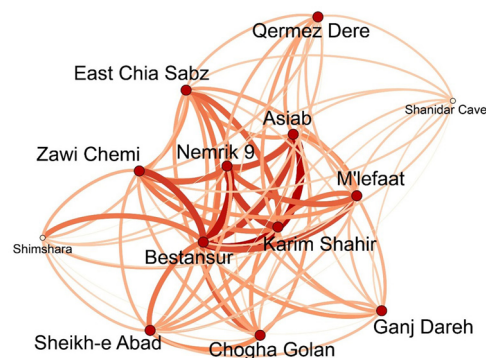 Qermez Dere
East Chia Sabz
Shanidar Cave
Asiab
Zawi Chemi
Nemrik 9
M'lefaat
Karim Shahir
Shimshara
Bestansur
Ganj Dareh
Sheikh-e Abad
Chogha Golan